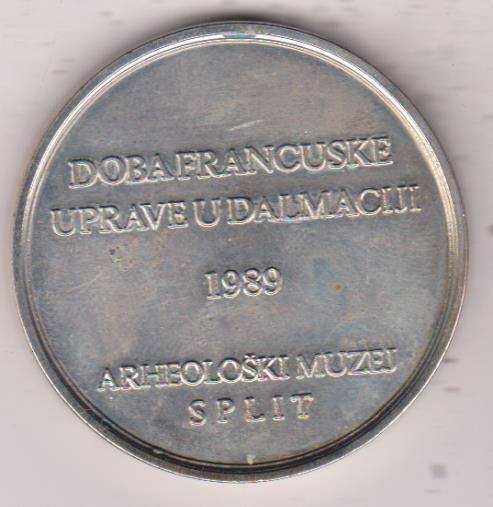 DOBA FRANCUSKE
UPRAVE U DALMACIJI
1989
ARHEOLOŠKI MUZEJ
SPLIT